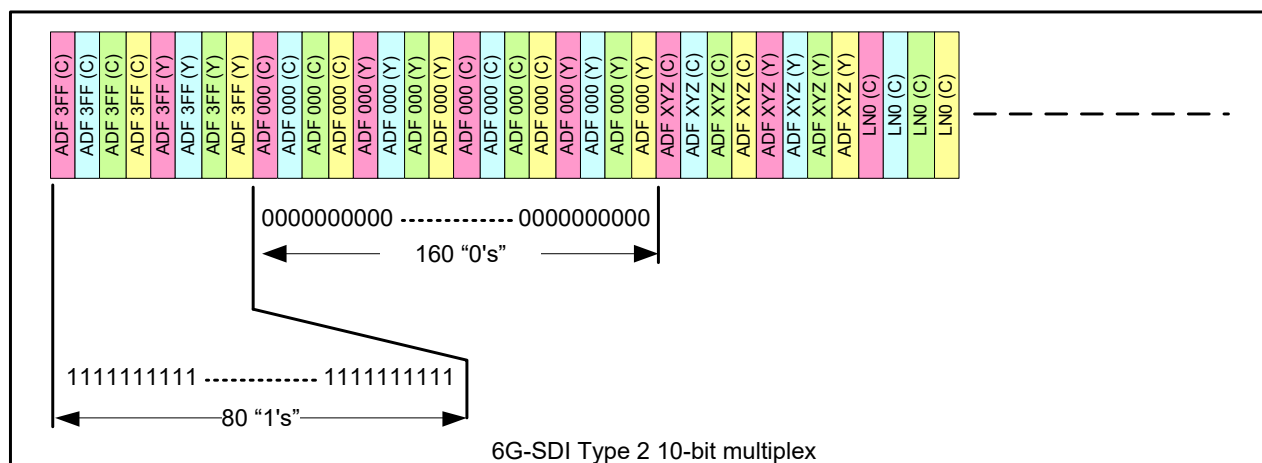 ADF 3FF (C)
ADF 3FF (C)
ADF 3FF (C)
ADF 3FF (C)
ADF 3FF (Y)
ADF 3FF (Y)
ADF 3FF (Y)
ADF 3FF (Y)
ADF 000 (C)
ADF 000 (C)
ADF 000 (C)
ADF 000 (C)
ADF 000 (Y)
ADF 000 (Y)
ADF 000 (Y)
ADF 000 (Y)
ADF 000 (C)
ADF 000 (C)
ADF 000 (C)
ADF 000 (C)
ADF 000 (Y)
ADF 000 (Y)
ADF 000 (Y)
ADF 000 (Y)
ADF XYZ (C)
ADF XYZ (C)
ADF XYZ (C)
ADF XYZ (C)
ADF XYZ (Y)
ADF XYZ (Y)
ADF XYZ (Y)
ADF XYZ (Y)
LN0 (C)
LN0 (C)
LN0 (C)
LN0 (C)
0000000000 ---------------- 0000000000
160 “0's”
1111111111 ----------------- 1111111111
80 “1's”
6G-SDI Type 2 10-bit multiplex